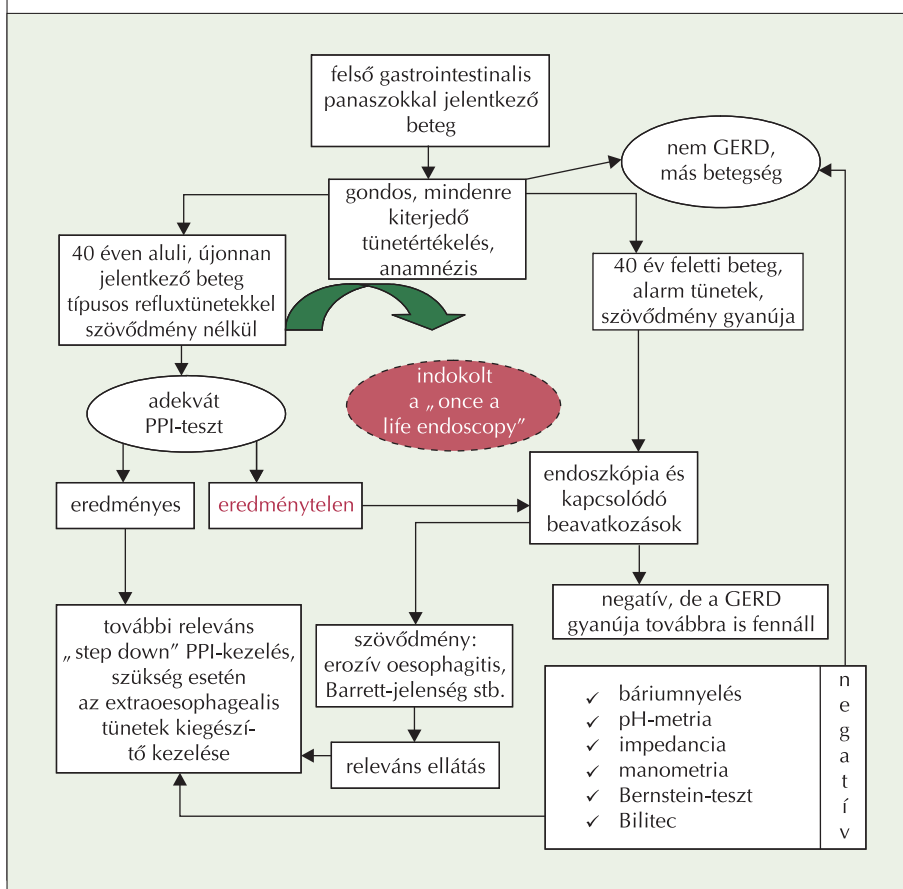 felső gastrointestinalis
panaszokkal jelentkező
beteg
nem GERD,
más betegség
gondos, mindenre
kiterjedő
tünetértékelés,
anamnézis
40 éven aluli, újonnan
jelentkező beteg
típusos refluxtünetekkel
szövődmény nélkül
40 év feletti beteg,
alarm tünetek,
szövődmény gyanúja
indokolt
a „once a
life endoscopy”
adekvát
PPI-teszt
eredményes
eredménytelen
endoszkópia és
kapcsolódó
beavatkozások
negatív, de a GERD
gyanúja továbbra is fennáll
további releváns
„step down” PPI-kezelés,
szükség esetén
az extraoesophagealis
tünetek kiegészí-
tő kezelése
szövődmény:
erozív oesophagitis,
Barrett-jelenség stb.
releváns ellátás
✓ báriumnyelés
✓ pH-metria
✓ impedancia
✓ manometria
✓ Bernstein-teszt
✓ Bilitec
n
e
g
a
t
í
v